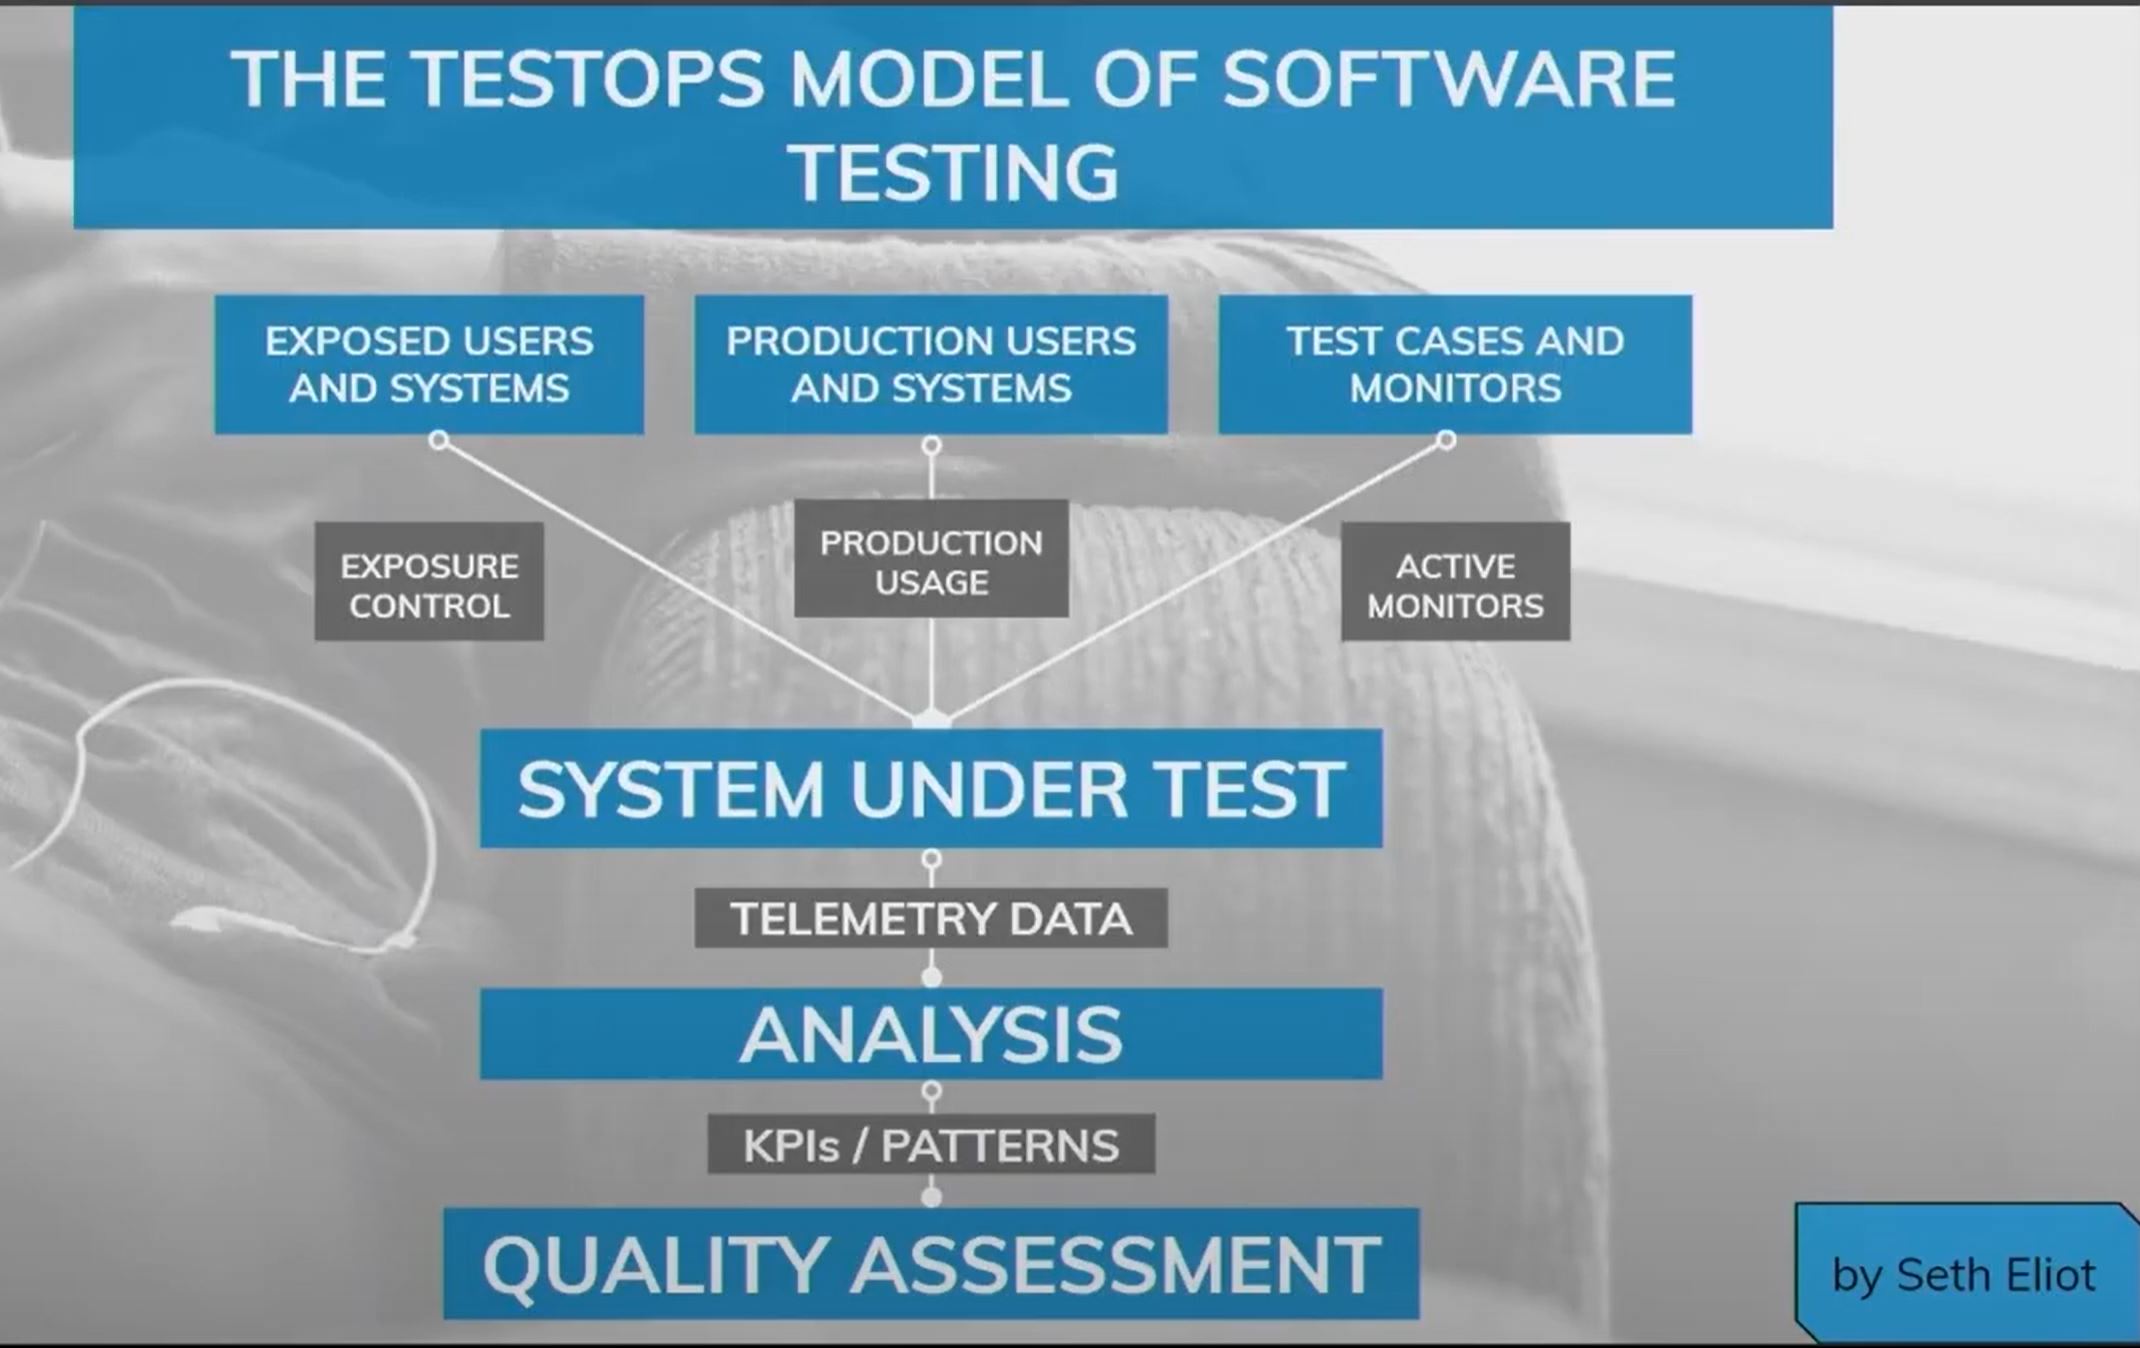 THE TESTOPS MODEL OF SOFTWARE
TESTING
EXPOSED USERS
AND SYSTEMS
PRODUCTION USERS
AND SYSTEMS
TEST CASES AND
MONITORS
EXPOSURE
CONTROL
PRODUCTION
USAGE
ACTIVE
MONITORS
SYSTEM UNDER TEST
TELEMETRY DATA
ANALYSIS
KPIs / PATTERNS
QUALITY ASSESSMENT
by Seth Eliot